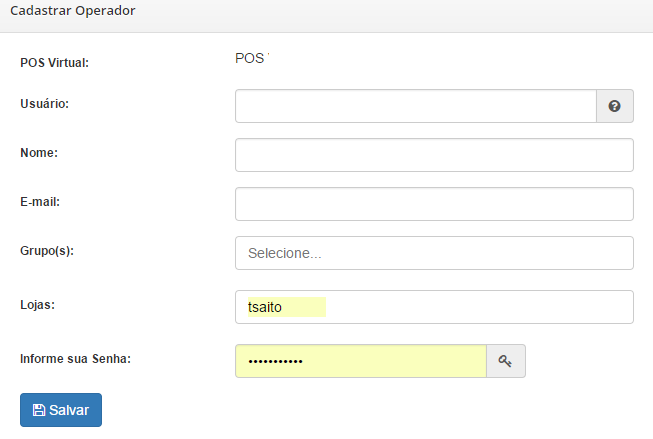 Cadastrar Operador
POS Virtual: POS
Usuário:
Nome:
E-mail:
Grupo(s): Selecione...
Lojas: tsaito
Informe sua Senha: •••••••••••
Salvar